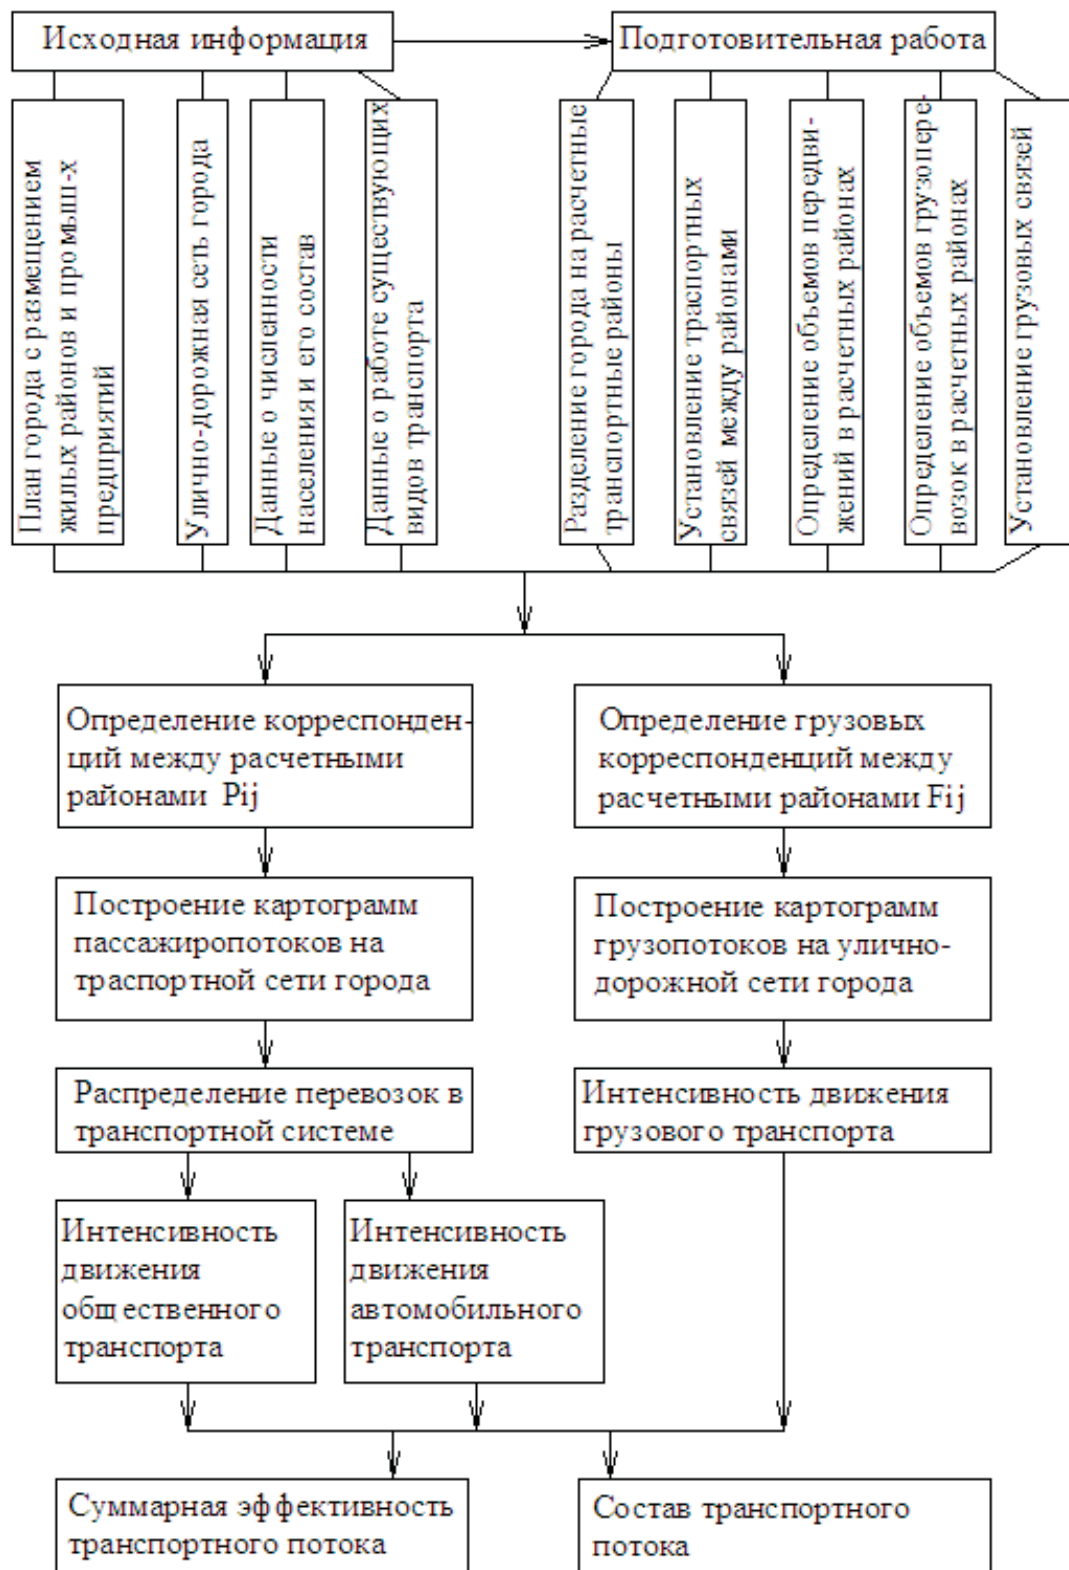 Исходная информация
Подготовительная работа
План города с размещением
жилых районов и промыш-х
предприятий
Улично-дорожная сеть города
Данные о численности
населения и его состав
Данные о работе существующих
видов транспорта
Разделение города на расчетные
транспортные районы
Установление траспортных
связей между районами
Определение объемов передви-
жений в расчетных районах
Определение объемов грузопере-
возок в расчетных районах
Установление грузовых связей
Определение корреспонден-
ций между расчетными
районами Pij
Определение грузовых
корреспонденций между
расчетными районами Fij
Построение картограмм
пассажиропотоков на
траспортной сети города
Построение картограмм
грузопотоков на улично-
дорожной сети города
Распределение перевозок в
транспортной системе
Интенсивность движения
грузового транспорта
Интенсивность
движения
общественного
транспорта
Интенсивность
движения
автомобильного
транспорта
Суммарная эффективность
транспортного потока
Состав транспортного
потока